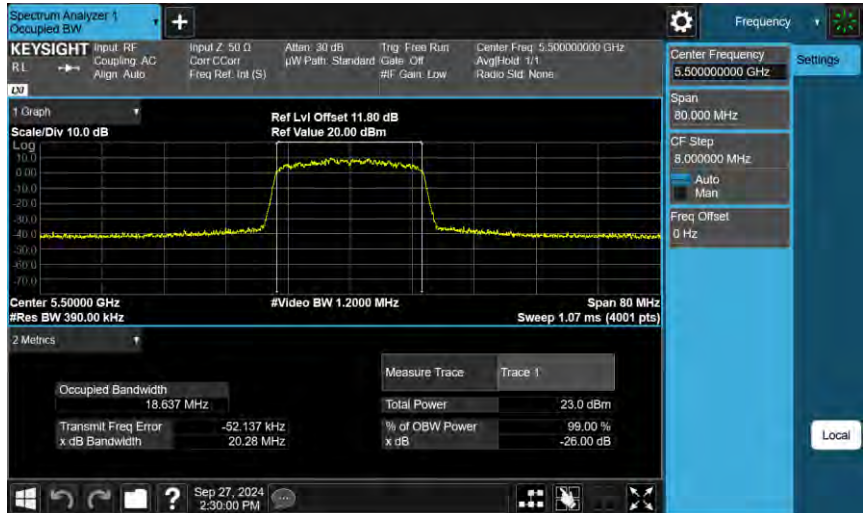 Spectrum Analyzer 1
Occupied BW
Frequency
KEYSIGHT
RL
LXI
Input: RF
Coupling: AC
Align: Auto
Input Z: 50 Ω
Corr CCorr
Freq Ref: Int (S)
Atten: 30 dB
µW Path: Standard
Trig: Free Run
Gate: Off
#IF Gain: Low
Center Freq: 5.500000000 GHz
Avg|Hold: 1/1
Radio Std: None
Center Frequency
5.500000000 GHz
Settings
Span
80.000 MHz
CF Step
8.000000 MHz
Auto
Man
Freq Offset
0 Hz
Local
1 Graph
Scale/Div 10.0 dB
Ref Lvl Offset 11.80 dB
Ref Value 20.00 dBm
Log
10.0
0.00
-10.0
-20.0
-30.0
-40.0
-50.0
-60.0
-70.0
Center 5.50000 GHz
#Res BW 390.00 kHz
#Video BW 1.2000 MHz
Span 80 MHz
Sweep 1.07 ms (4001 pts)
2 Metrics
Measure Trace
Trace 1
Occupied Bandwidth
18.637 MHz
Total Power
23.0 dBm
Transmit Freq Error
-52.137 kHz
% of OBW Power
99.00 %
x dB Bandwidth
20.28 MHz
x dB
-26.00 dB
Sep 27, 2024
2:30:00 PM